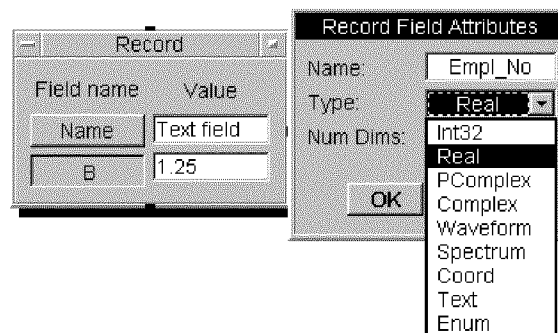 Record
Field name Value
Name Text field
B 1.25
Record Field Attributes
Name: Empl_No
Type: Real
Num Dims:
OK
Int32
Real
PComplex
Complex
Waveform
Spectrum
Coord
Text
Enum